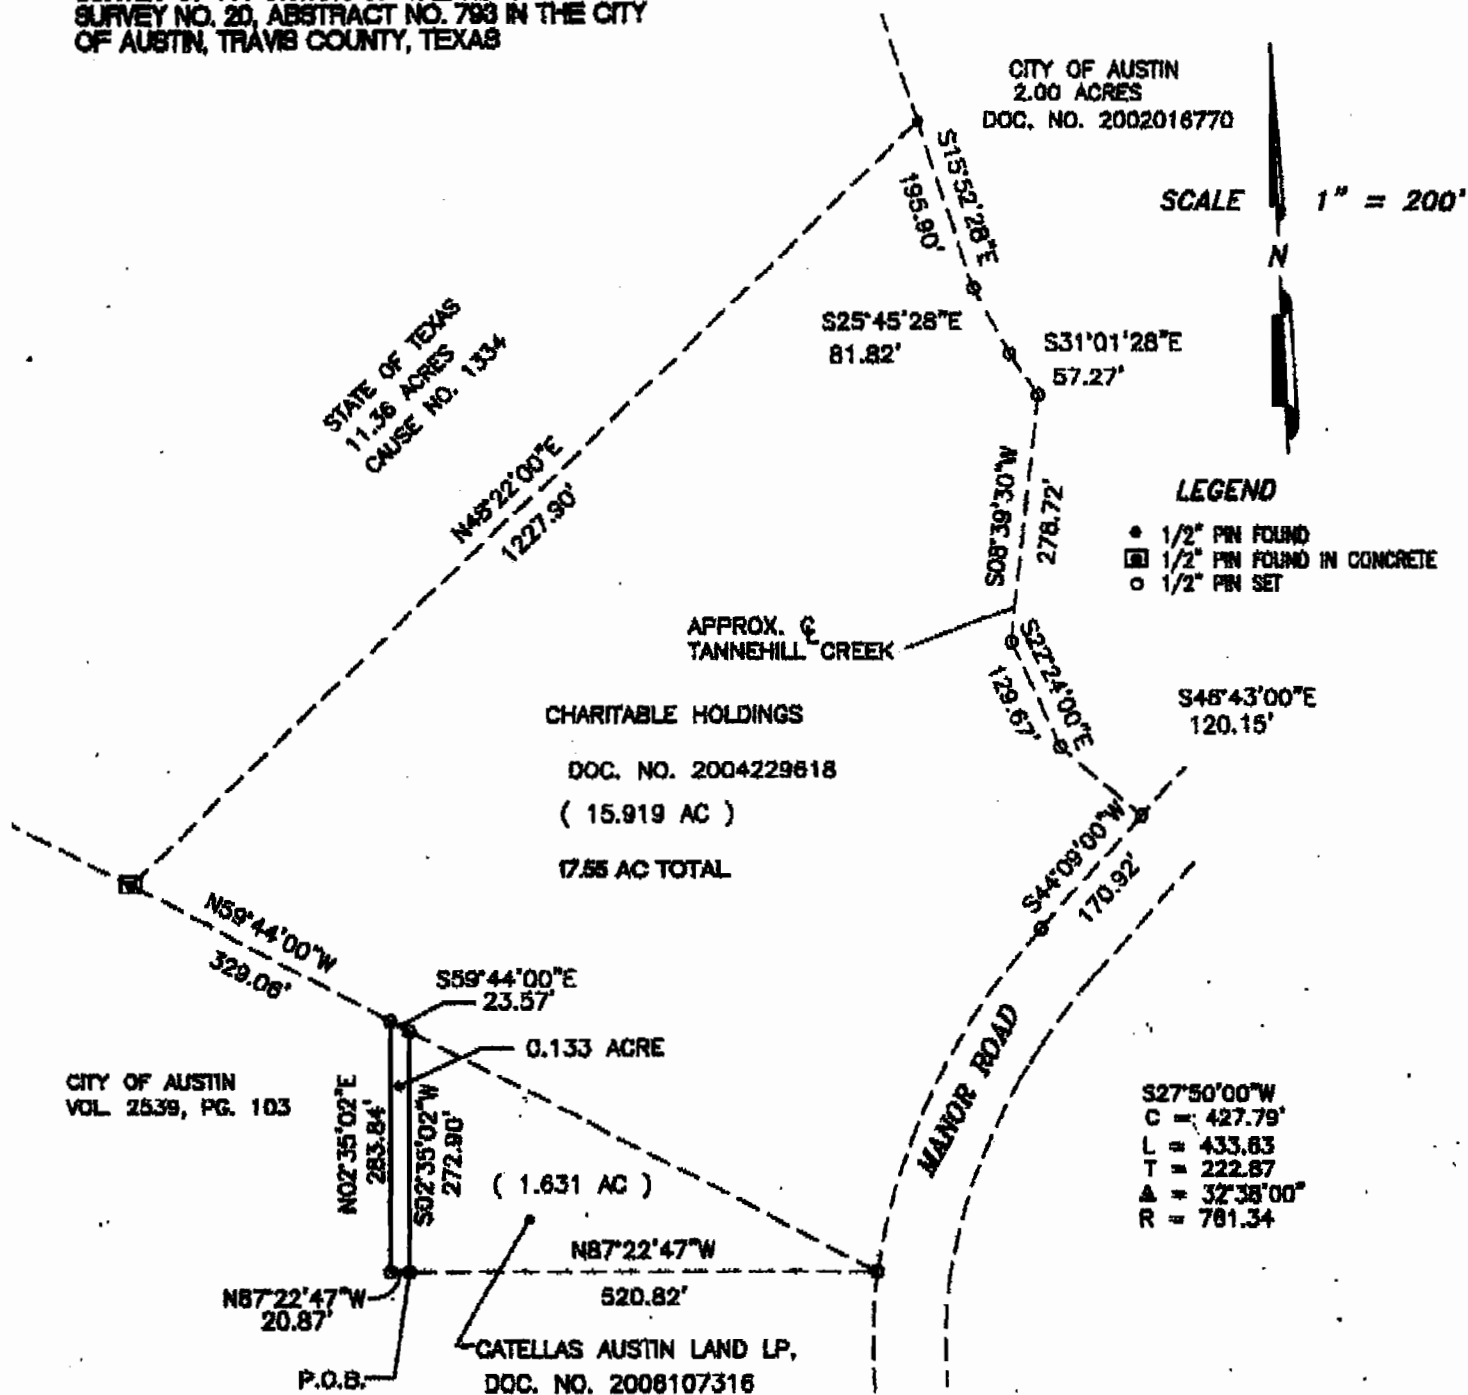 SURVEY NO. 20, ABSTRACT NO. 793 IN THE CITY
OF AUSTIN, TRAVIS COUNTY, TEXAS
CITY OF AUSTIN
2.00 ACRES
DOC. NO. 2002016770
SCALE 1" = 200'
N
S15°52'28"E
195.90'
S25°45'28"E
81.82'
S31°01'28"E
57.27'
STATE OF TEXAS
11.36 ACRES
CAUSE NO. 1334
N48°22'00"E
1227.90'
S08°39'30"W
278.72'
LEGEND
1/2" PIN FOUND
1/2" PIN FOUND IN CONCRETE
1/2" PIN SET
APPROX. ℄
TANNEHILL CREEK
S22°24'00"E
129.67'
S48°43'00"E
120.15'
CHARITABLE HOLDINGS
DOC. NO. 2004229618
( 15.919 AC )
17.55 AC TOTAL
S44°09'00"W
170.92'
N59°44'00"W
329.06'
S59°44'00"E
23.57'
0.133 ACRE
CITY OF AUSTIN
VOL. 2539, PG. 103
N02°35'02"E
283.84'
S02°35'02"W
272.90'
( 1.631 AC )
MANOR ROAD
S27°50'00"W
C = 427.79'
L = 433.63
T = 222.87
Δ = 32°38'00"
R = 761.34
N87°22'47"W
520.82'
N87°22'47"W
20.87'
P.O.B.
CATELLAS AUSTIN LAND LP,
DOC. NO. 2006107316